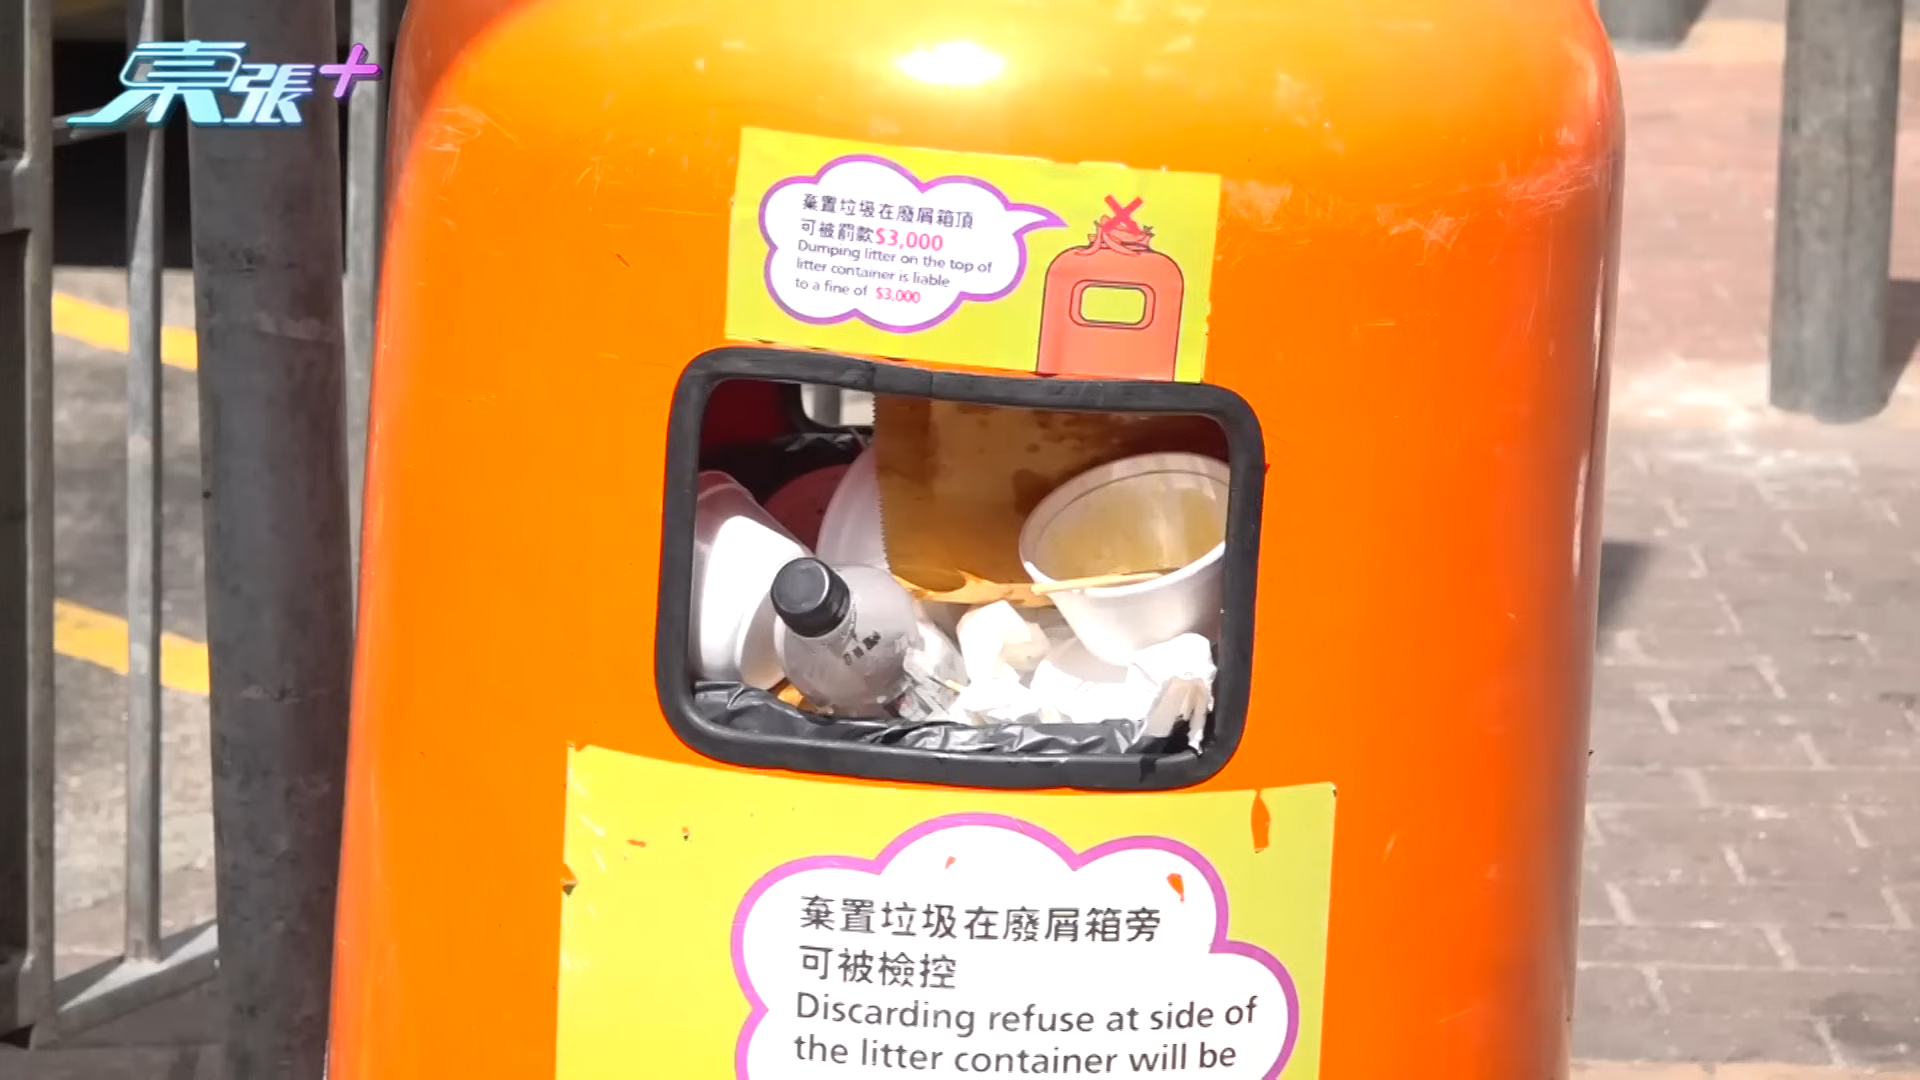 東張+
棄置垃圾在廢屑箱頂
可被罰款$3,000
Dumping litter on the top of
litter container is liable
to a fine of $3,000
棄置垃圾在廢屑箱旁
可被檢控
Discarding refuse at side of
the litter container will be